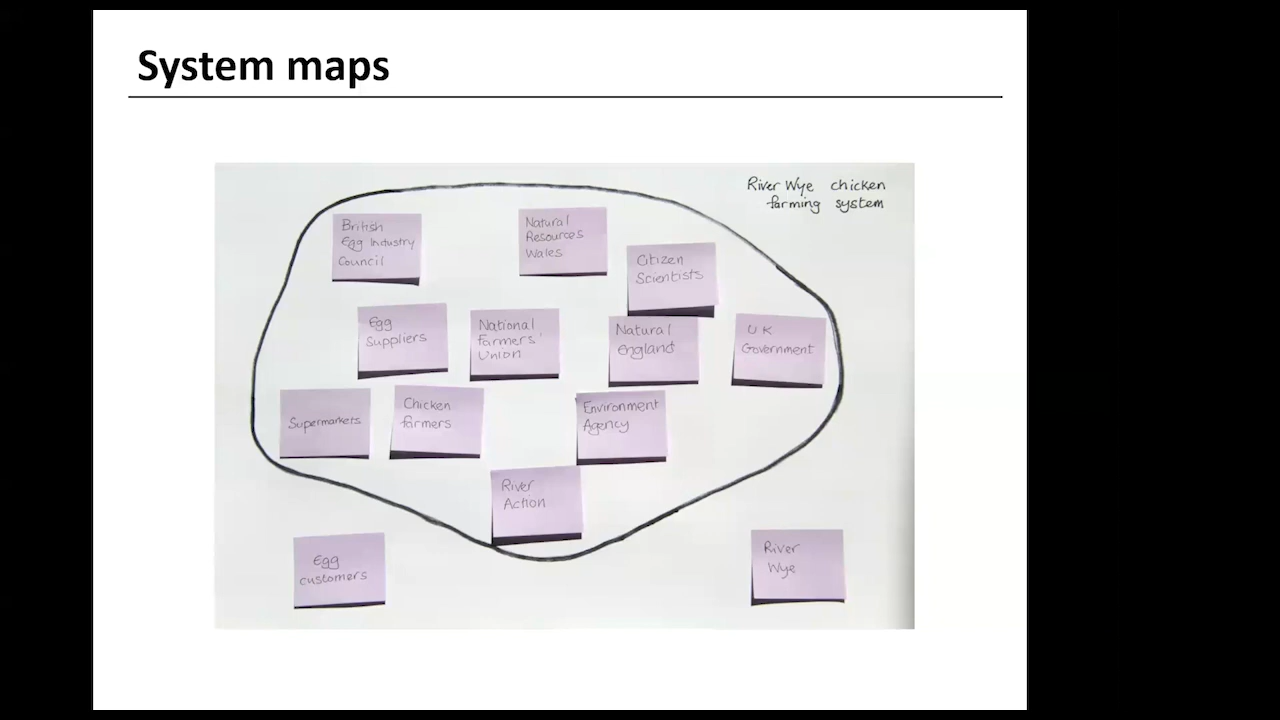 System maps
River Wye chicken
farming system
British
Egg Industry
Council
Natural
Resources
Wales
Citizen
Scientists
Egg
Suppliers
National
Farmers'
Union
Natural
England
UK
Government
Supermarkets
Chicken
farmers
Environment
Agency
River
Action
Egg
customers
River
Wye